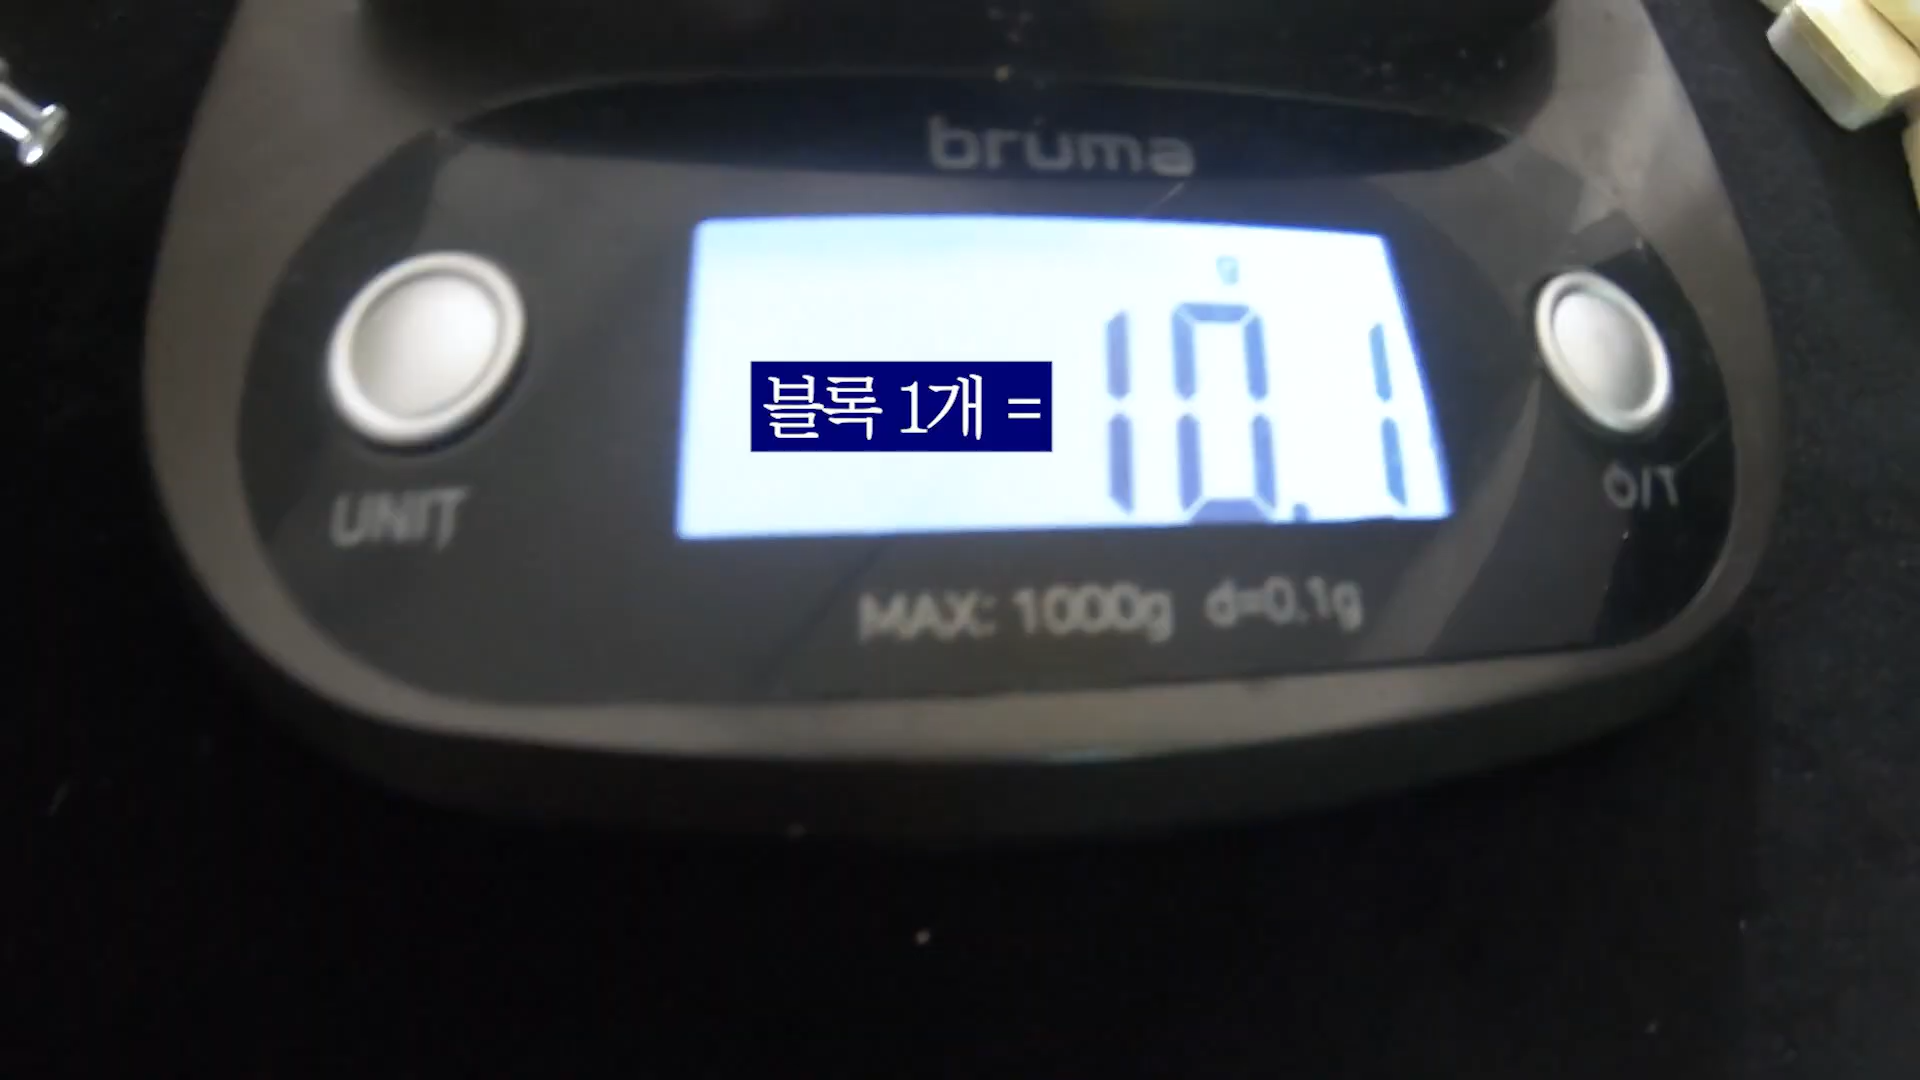 bruma
g
블록 1개 = 10.1
UNIT
O/T
MAX: 1000g d=0.1g